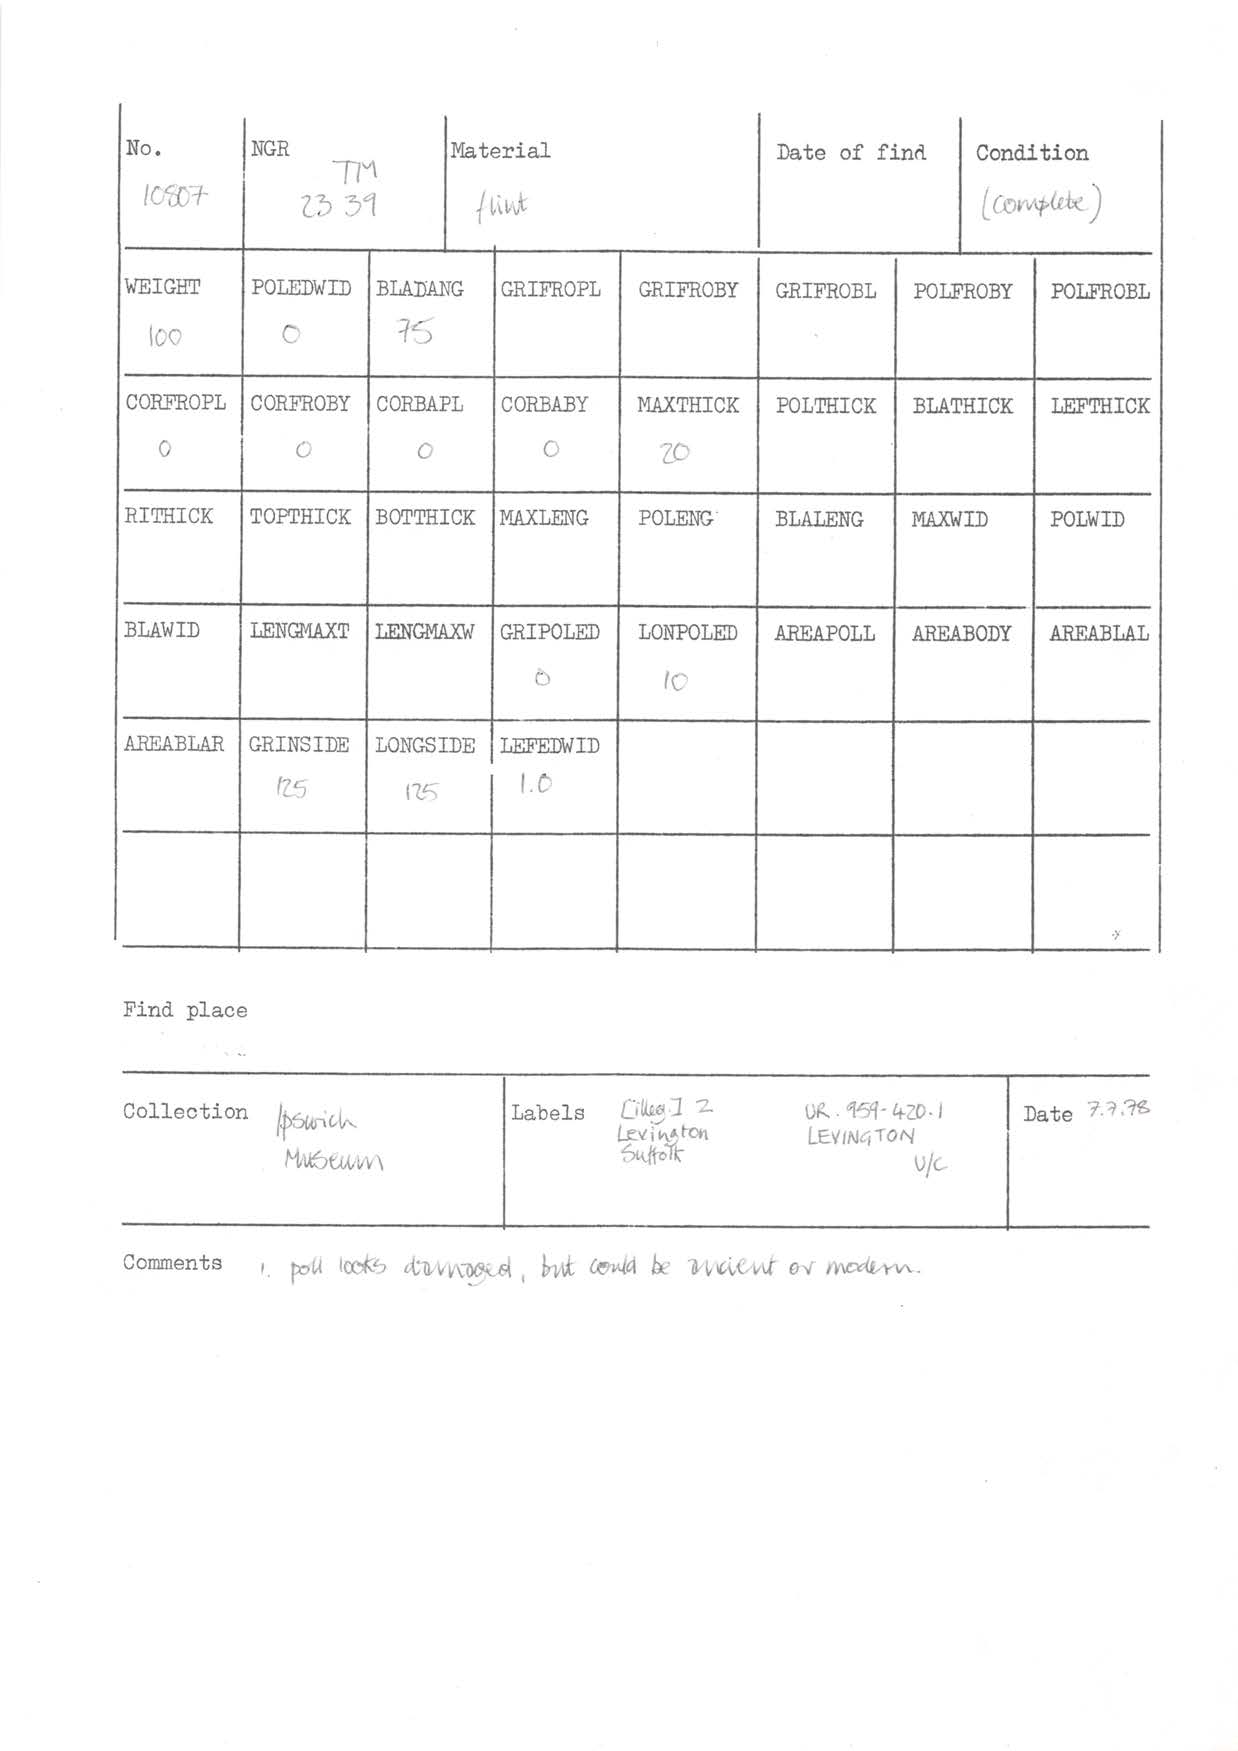 No. NGR Material Date of find Condition
TM
10807 23 39 flint (complete)
WEIGHT POLEDWID BLADANG GRIFROPL GRIFROBY GRIFROBL POLFROBY POLFROBL
100 0 75
CORFROPL CORFROBY CORBAPL CORBABY MAXTHICK POLTHICK BLATHICK LEFTHICK
0 0 0 0 20
RITHICK TOPTHICK BOTTHICK MAXLENG POLENG BLALENG MAXWID POLWID
BLAWID LENGMAXT LENGMAXW GRIPOLED LONPOLED AREAPOLL AREABODY AREABLAL
0 10
AREABLAR GRINSIDE LONGSIDE LEFEDWID
125 125 1.0
Find place
Collection Ipswich
Museum
Labels [illeg.] 2
Levington
Suffolk
UR. 959-420.1
LEVINGTON
U/C
Date 7.7.78
Comments 1. poll looks damaged, but could be ancient or modern.